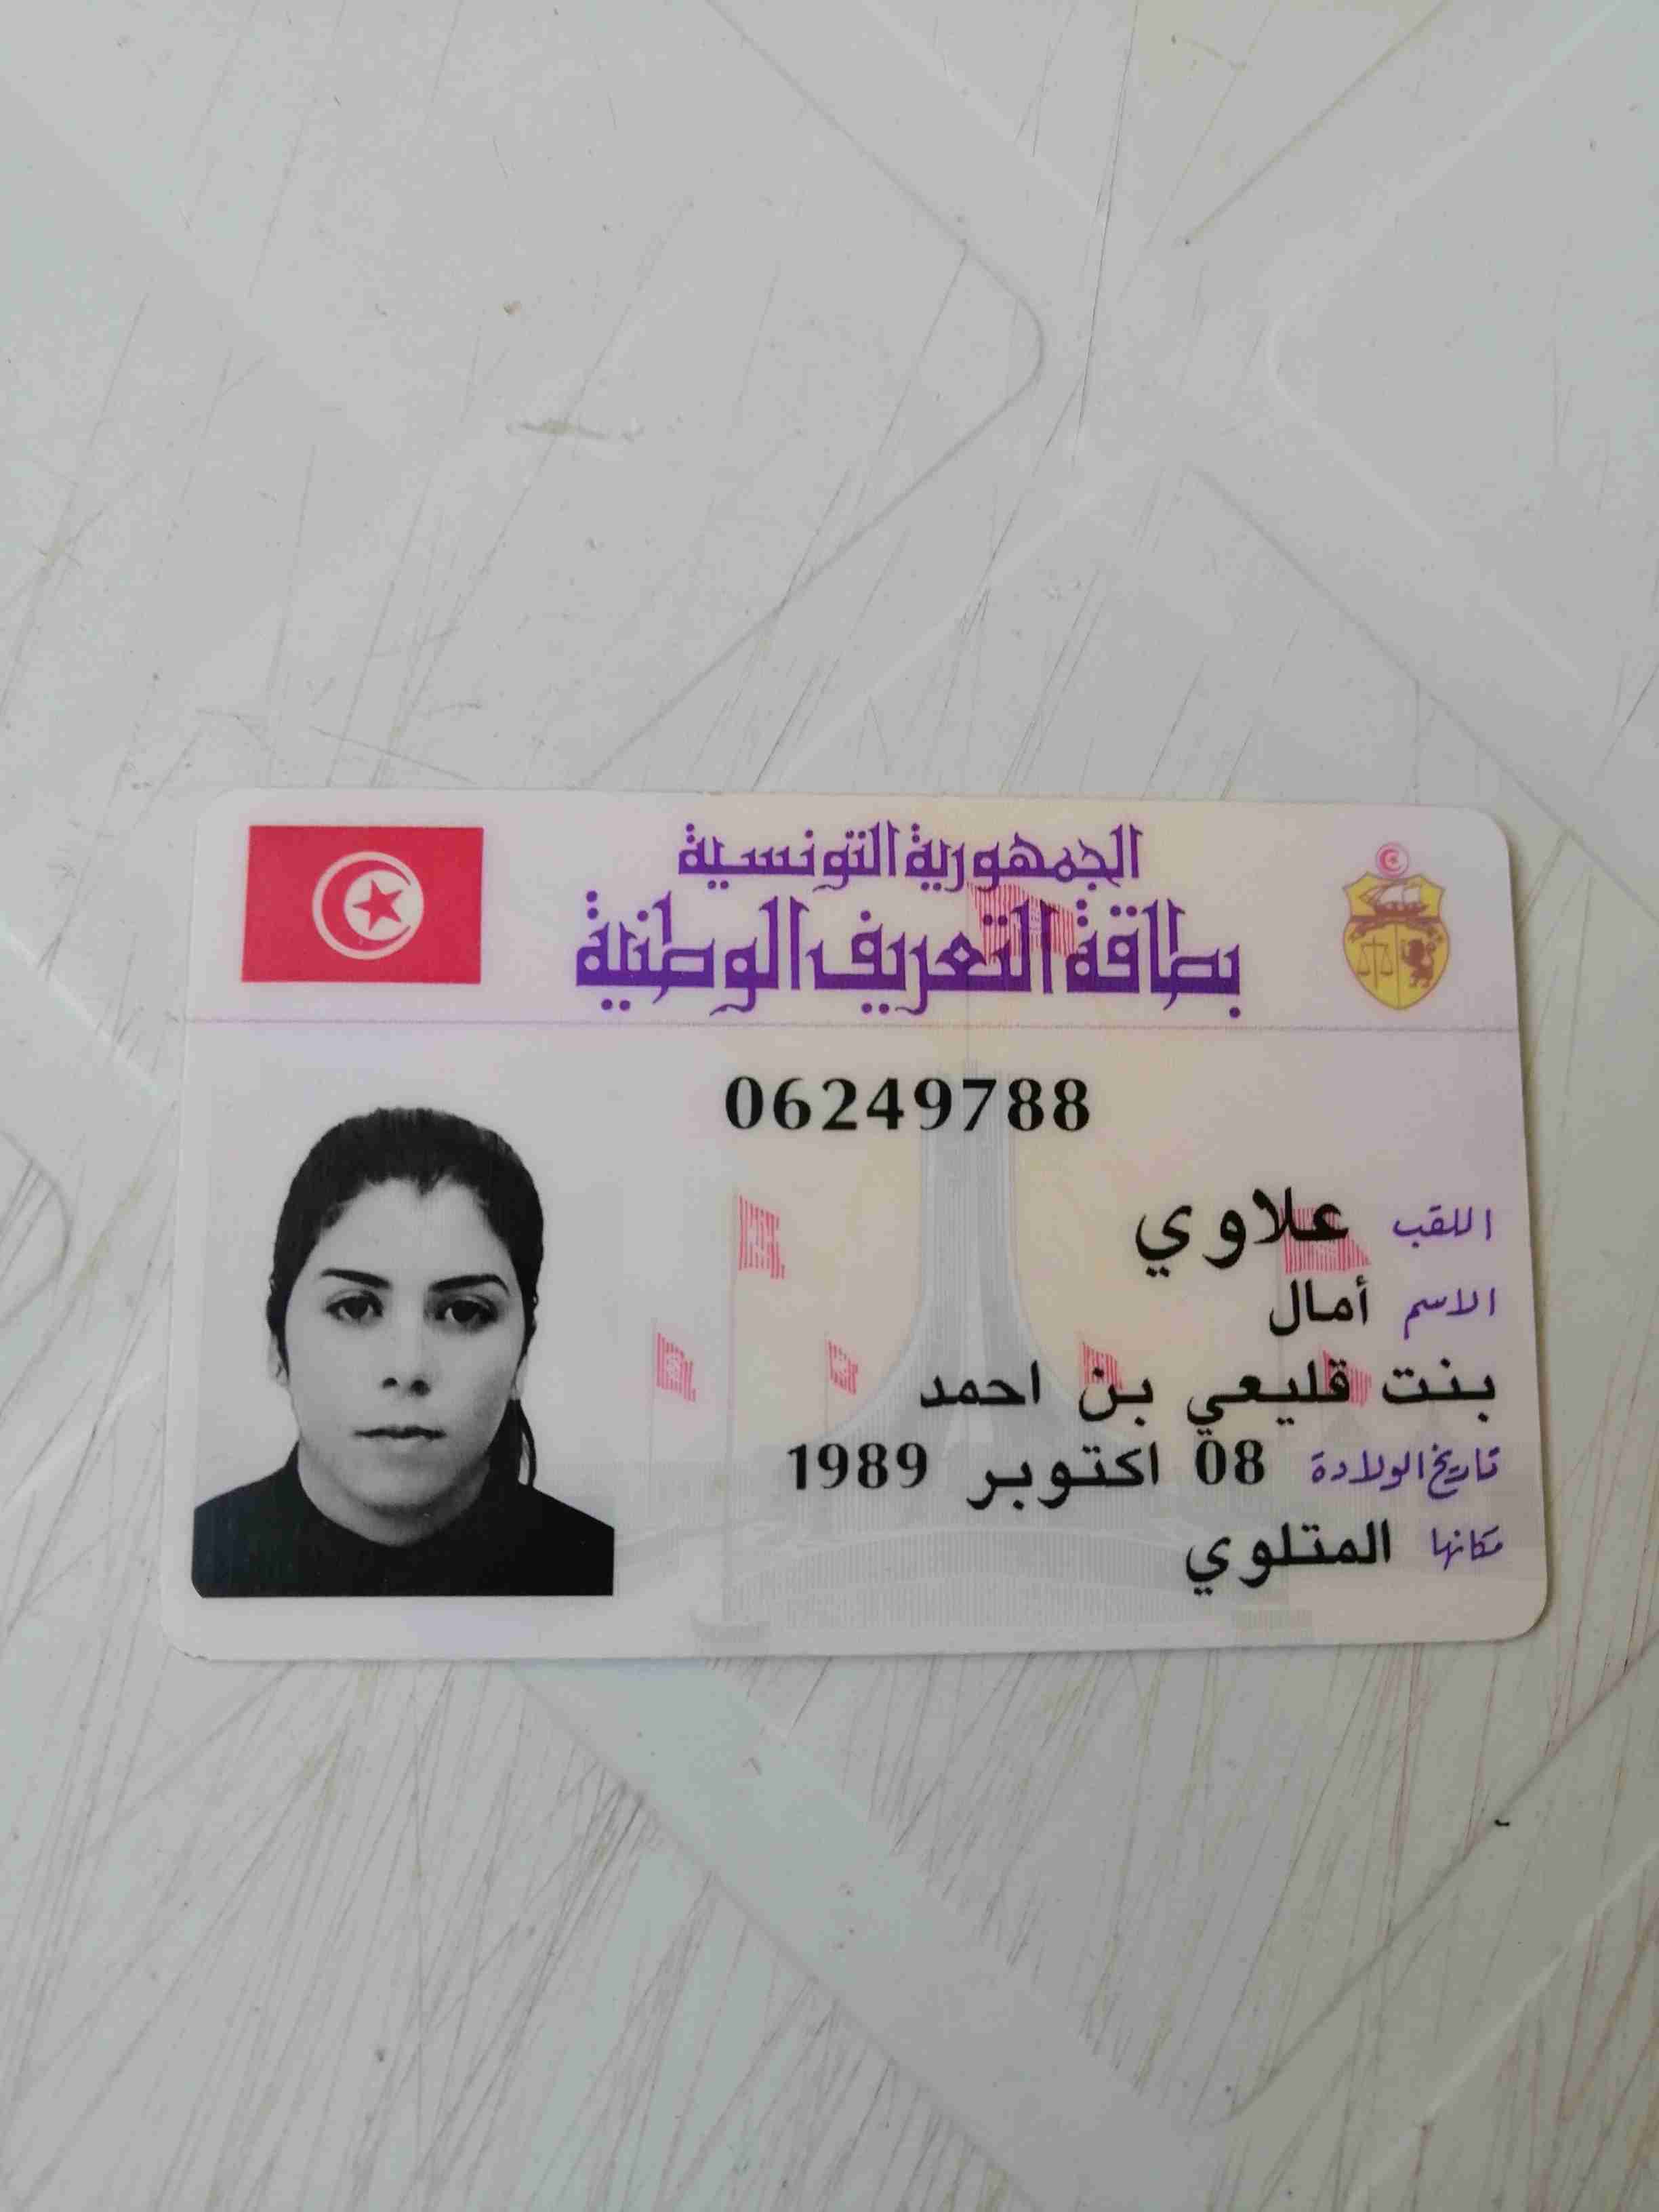 الجمهورية التونسية
بطاقة التعريف الوطنية
06249788
اللقب علاوي
الاسم أمال
بنت قليعي بن احمد
تاريخ الولادة 08 اكتوبر 1989
مكانها المتلوي